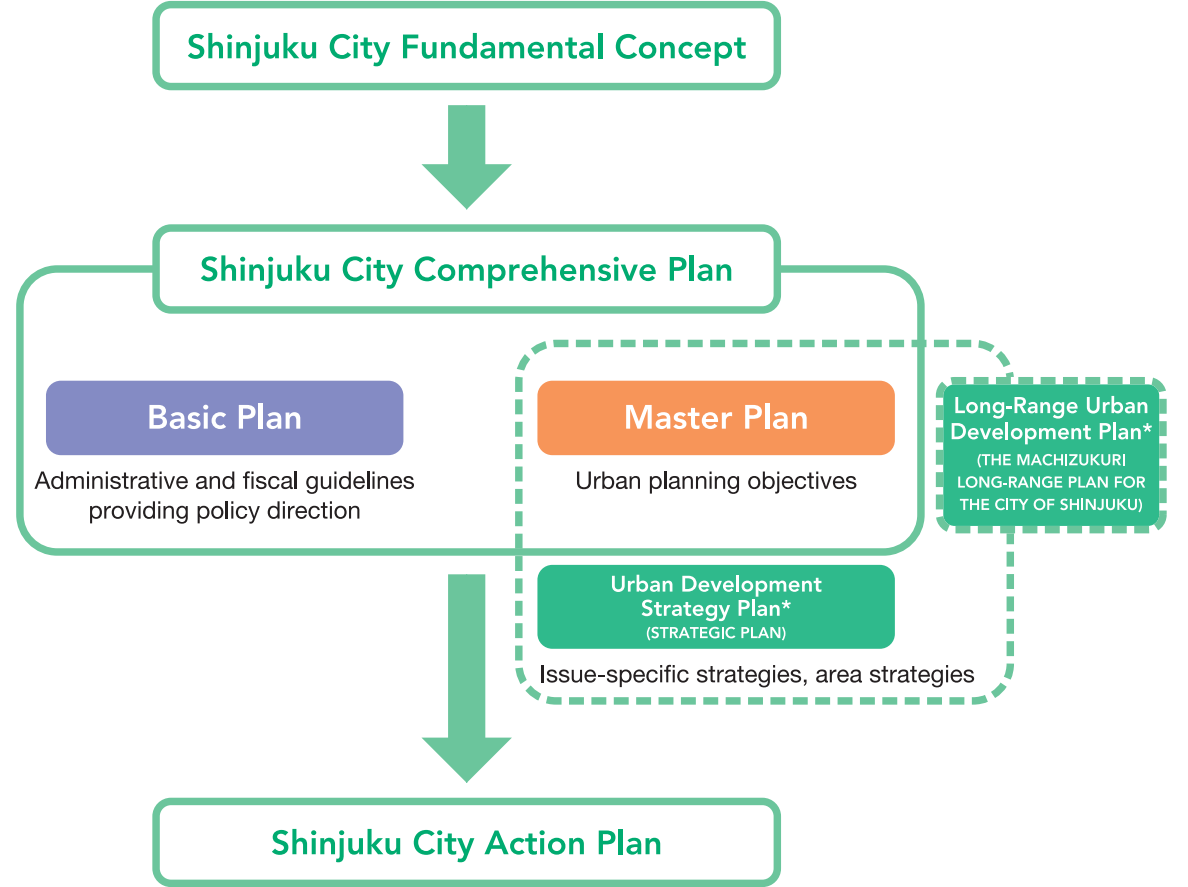 Shinjuku City Fundamental Concept
Shinjuku City Comprehensive Plan
Basic Plan
Administrative and fiscal guidelines
providing policy direction
Master Plan
Urban planning objectives
Long-Range Urban
Development Plan*
(THE MACHIZUKURI
LONG-RANGE PLAN FOR
THE CITY OF SHINJUKU)
Urban Development
Strategy Plan*
(STRATEGIC PLAN)
Issue-specific strategies, area strategies
Shinjuku City Action Plan